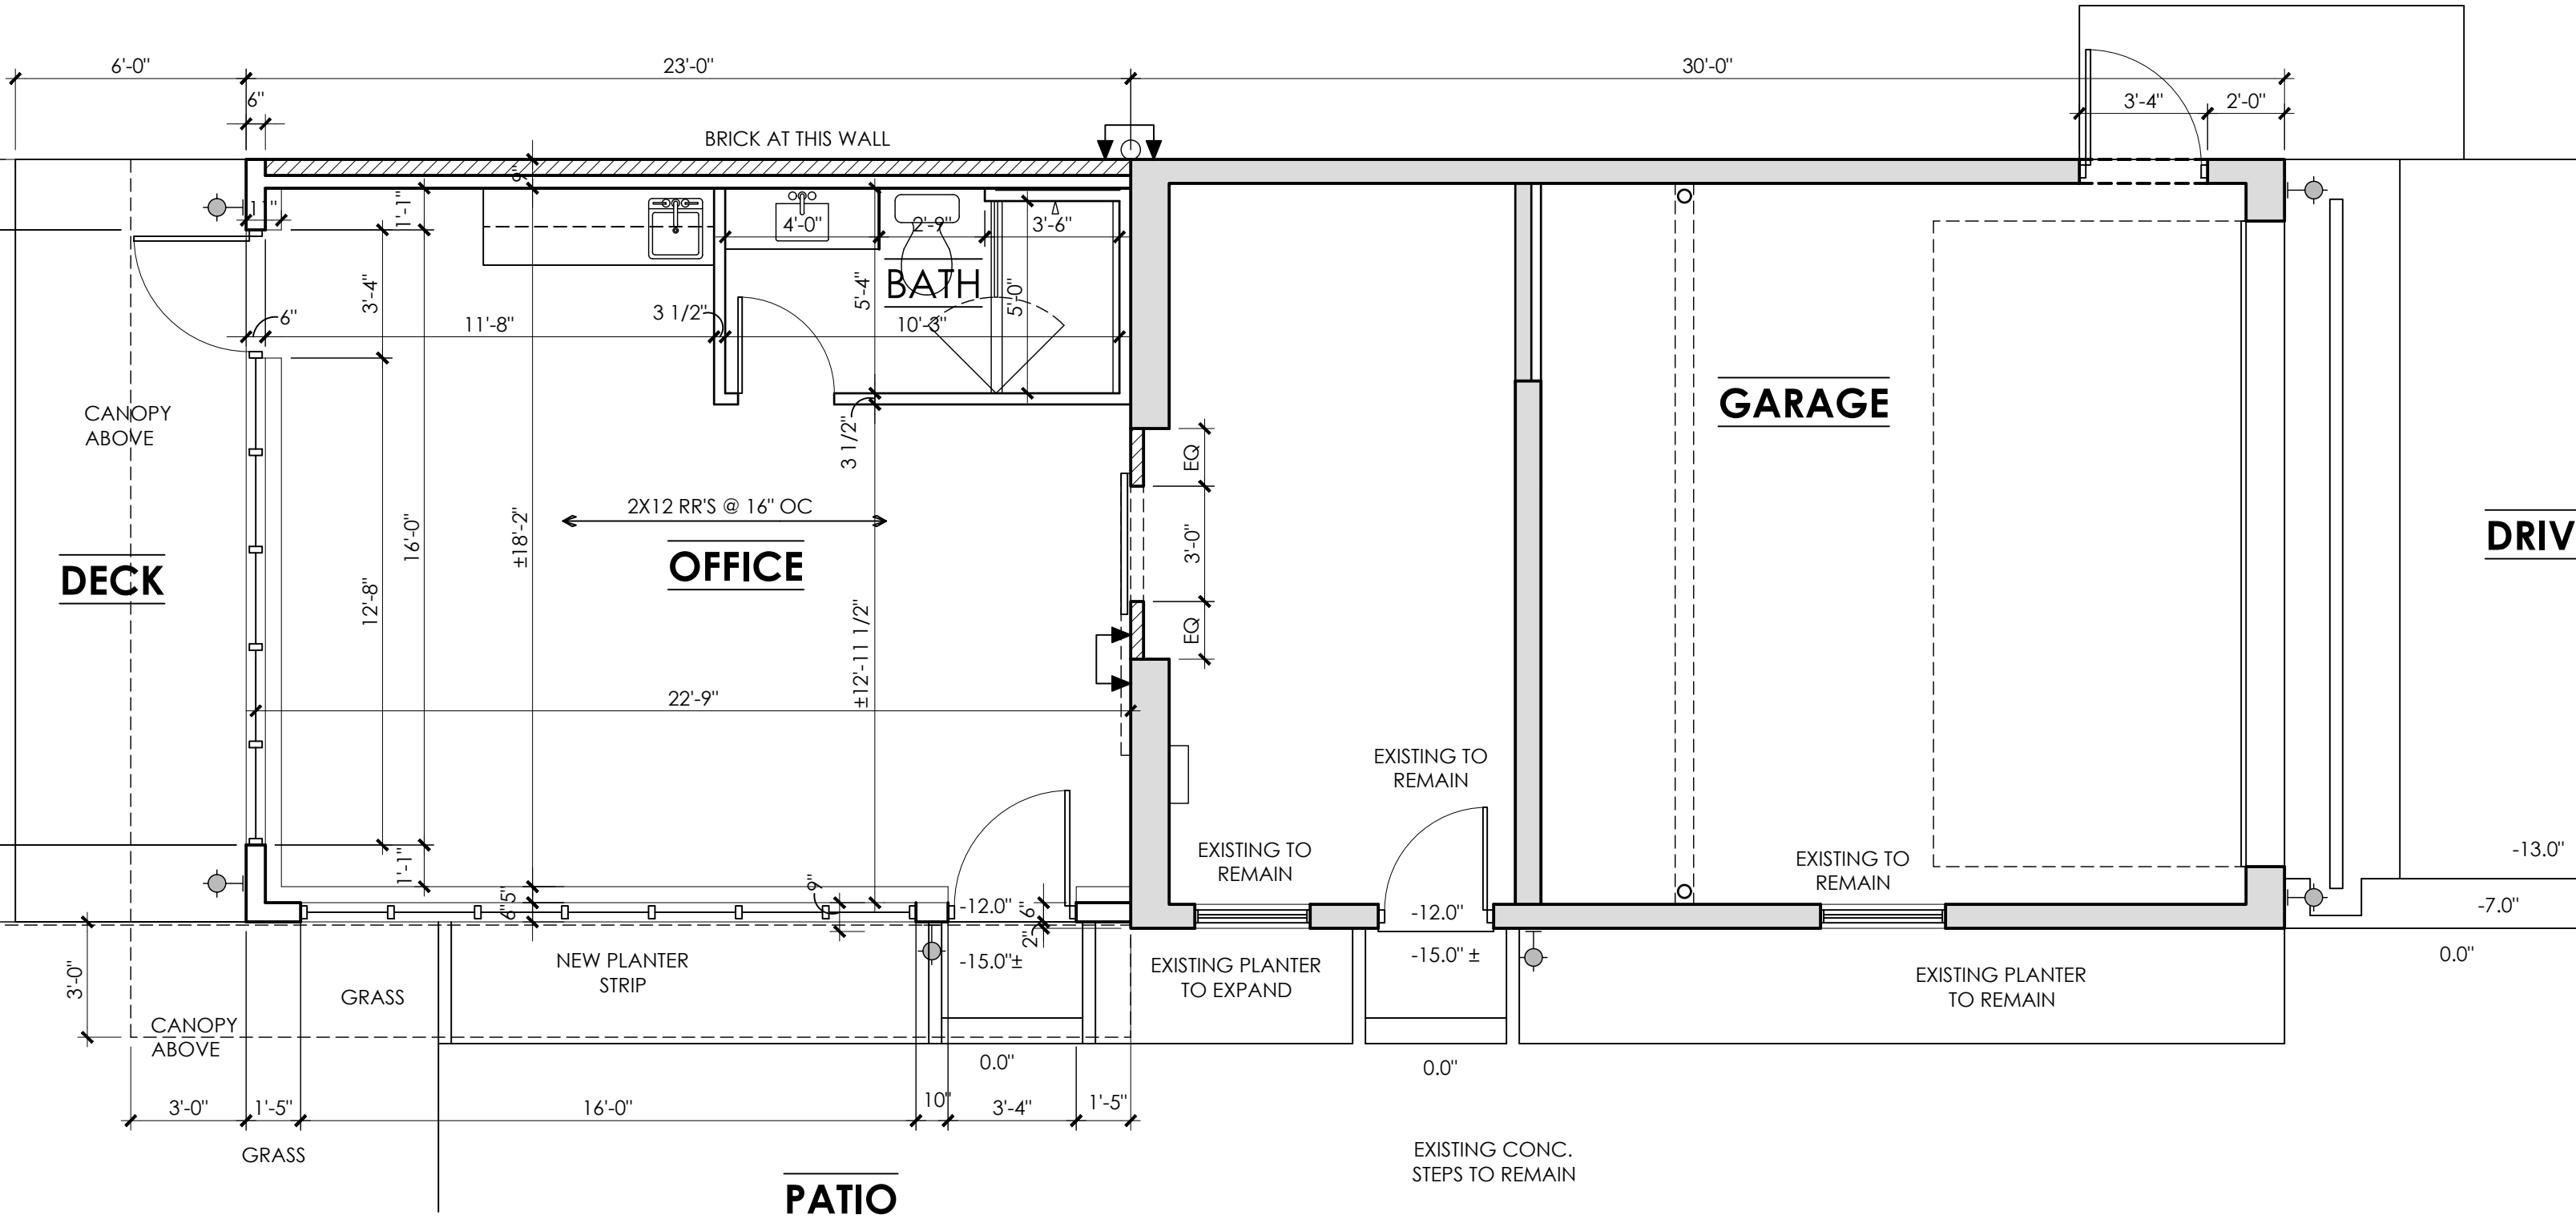 6'-0"
23'-0"
30'-0"
6"
3'-4"
2'-0"
BRICK AT THIS WALL
9"
11"
1'-1"
4'-0"
2'-9"
3'-6"
BATH
3'-4"
5'-4"
5'-0"
6"
11'-8"
3 1/2"
10'-3"
CANOPY
ABOVE
GARAGE
3 1/2"
EQ
2X12 RR'S @ 16" OC
16'-0"
±18'-2"
OFFICE
3'-0"
DRIV
DECK
12'-8"
±12'-11 1/2"
EQ
22'-9"
EXISTING TO
REMAIN
EXISTING TO
REMAIN
EXISTING TO
REMAIN
-13.0"
1'-1"
5"
6"
9"
-12.0"
6"
2"
-12.0"
-7.0"
-15.0"±
-15.0" ±
0.0"
3'-0"
GRASS
NEW PLANTER
STRIP
EXISTING PLANTER
TO EXPAND
EXISTING PLANTER
TO REMAIN
CANOPY
ABOVE
0.0"
0.0"
3'-0"
1'-5"
16'-0"
10"
3'-4"
1'-5"
GRASS
EXISTING CONC.
STEPS TO REMAIN
PATIO